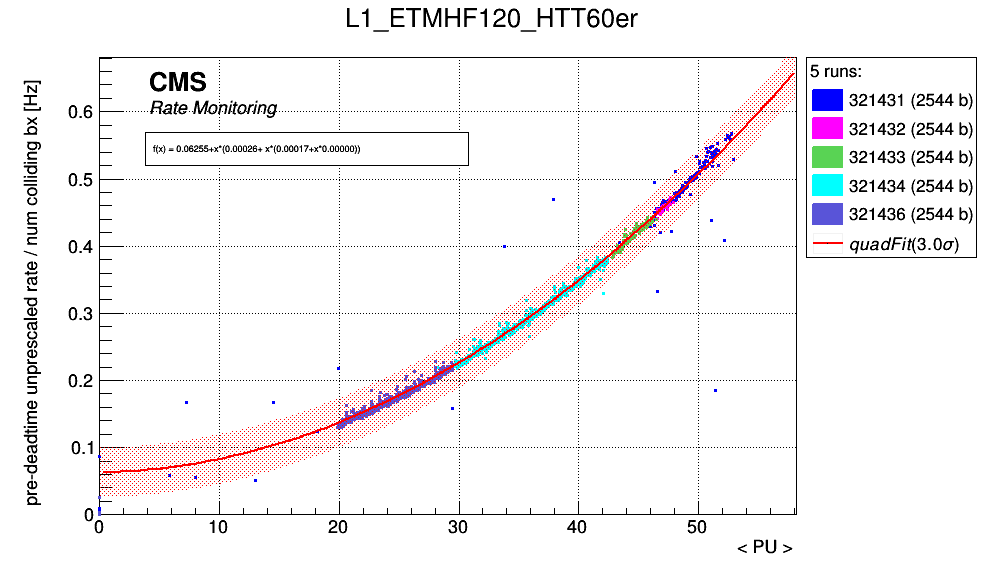 L1_ETMHF120_HTT60er
pre-deadtime unprescaled rate / num colliding bx [Hz]
CMS
Rate Monitoring
f(x) = 0.06255+x*(0.00026+ x*(0.00017+x*0.00000))
0.6
0.5
0.4
0.3
0.2
0.1
0
0 10 20 30 40 50
< PU >
5 runs:
321431 (2544 b)
321432 (2544 b)
321433 (2544 b)
321434 (2544 b)
321436 (2544 b)
quadFit(3.0σ)